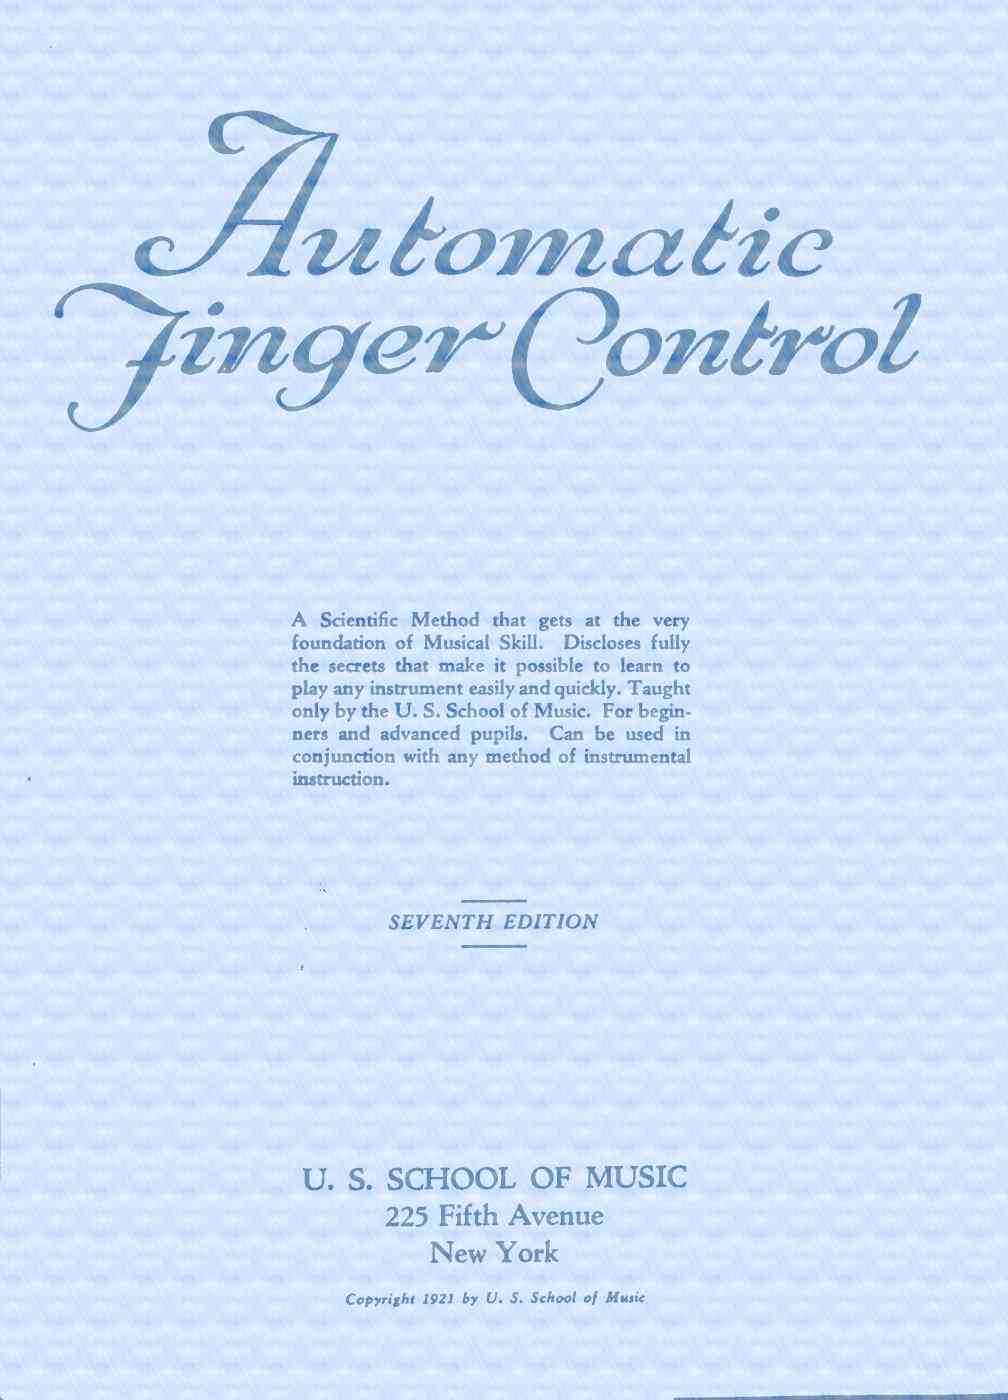 Automatic
Finger Control
A Scientific Method that gets at the very
foundation of Musical Skill. Discloses fully
the secrets that make it possible to learn to
play any instrument easily and quickly. Taught
only by the U. S. School of Music. For begin-
ners and advanced pupils. Can be used in
conjunction with any method of instrumental
instruction.
SEVENTH EDITION
U. S. SCHOOL OF MUSIC
225 Fifth Avenue
New York
Copyright 1921 by U. S. School of Music